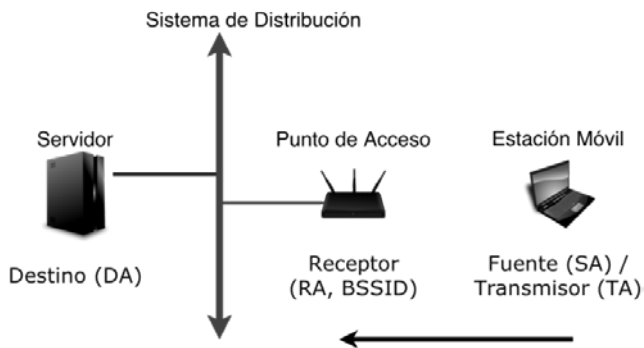 Sistema de Distribución
Servidor
Punto de Acceso
Estación Móvil
Destino (DA)
Receptor
(RA, BSSID)
Fuente (SA) /
Transmisor (TA)